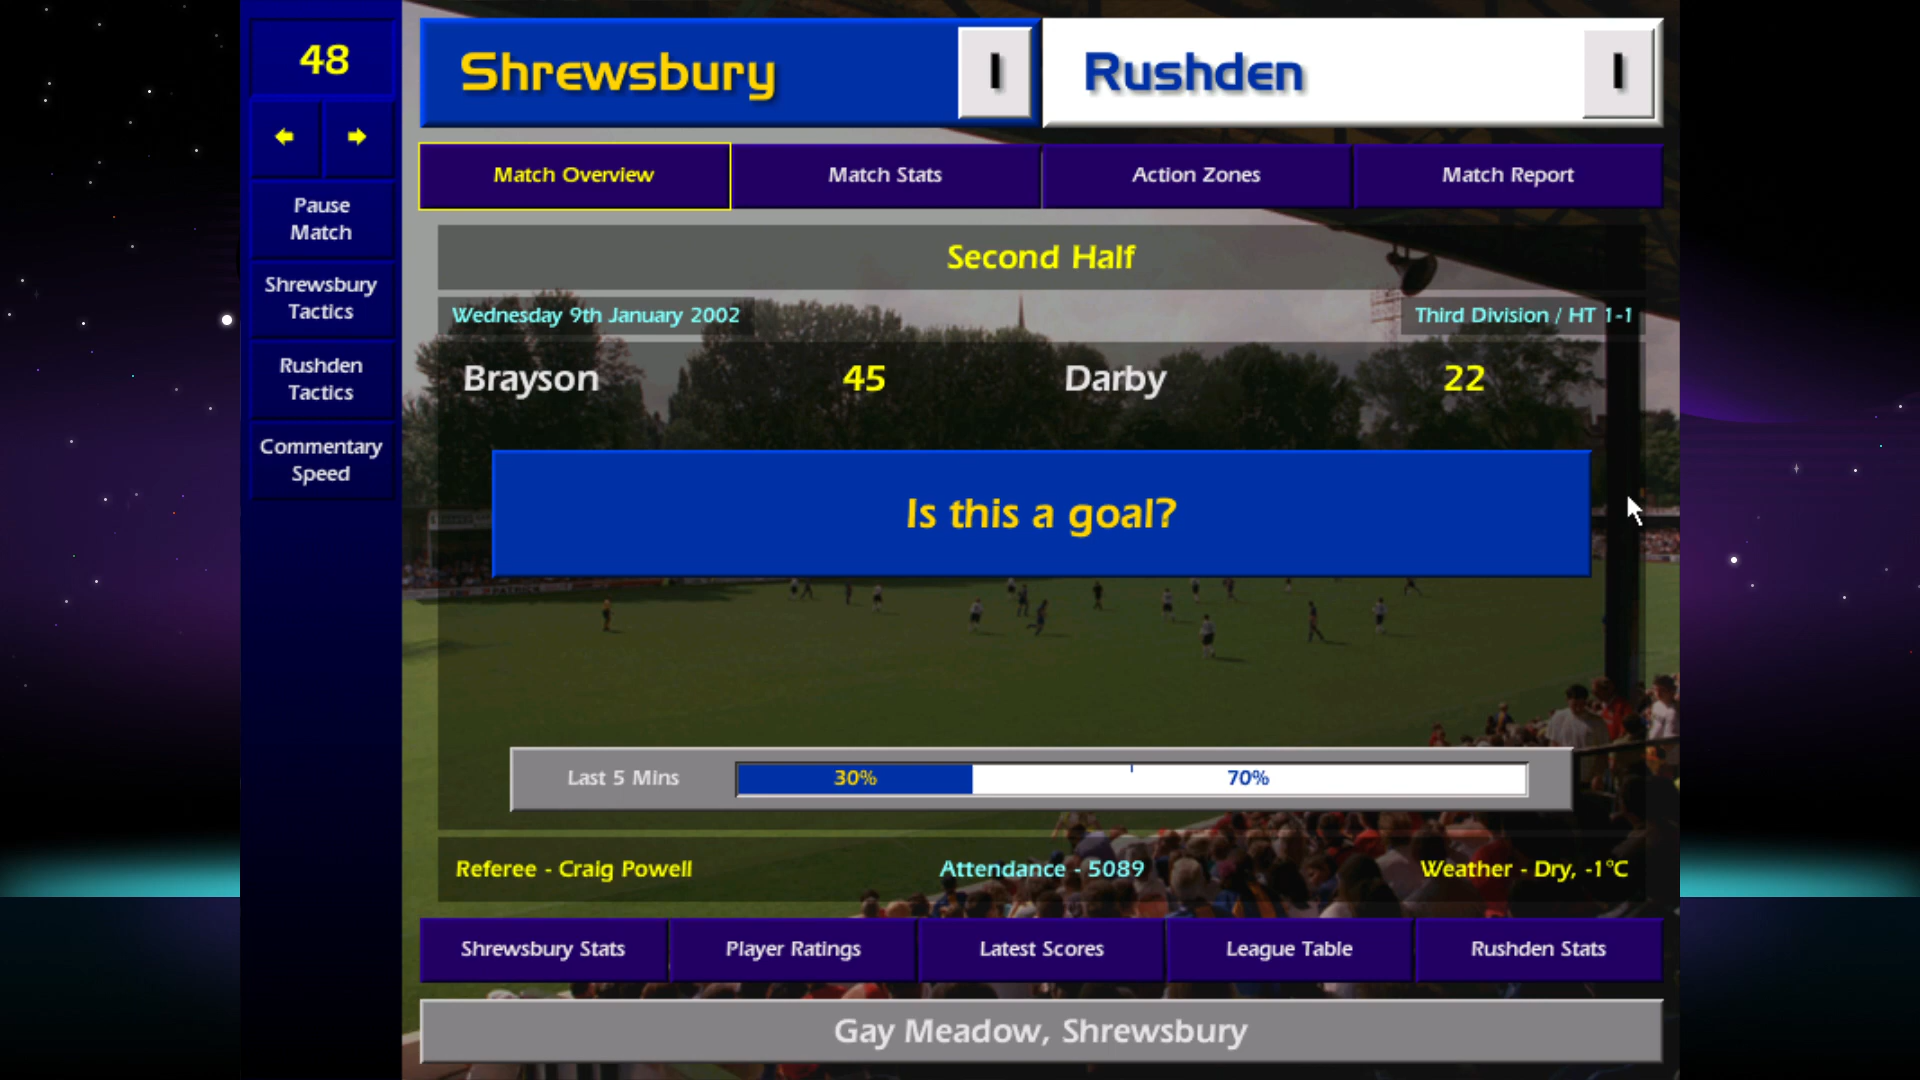 48
Shrewsbury 1
Rushden 1
Match Overview
Match Stats
Action Zones
Match Report
Pause
Match
Shrewsbury
Tactics
Rushden
Tactics
Commentary
Speed
Second Half
Wednesday 9th January 2002
Third Division / HT 1-1
Brayson 45
Darby 22
Is this a goal?
Last 5 Mins 30% 70%
Referee - Craig Powell
Attendance - 5089
Weather - Dry, -1°C
Shrewsbury Stats
Player Ratings
Latest Scores
League Table
Rushden Stats
Gay Meadow, Shrewsbury